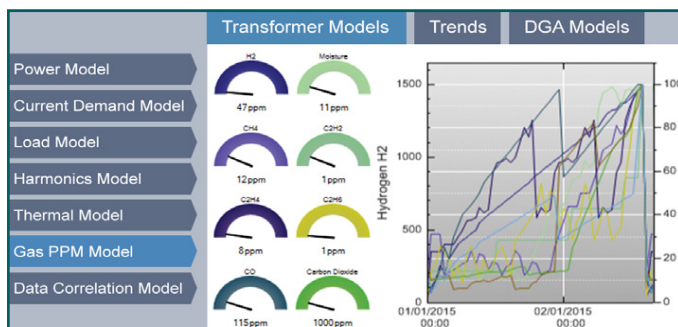 Transformer Models
Trends
DGA Models
Power Model
Current Demand Model
Load Model
Harmonics Model
Thermal Model
Gas PPM Model
Data Correlation Model
H2
47ppm
Moisture
11ppm
CH4
12ppm
C2H2
1ppm
C2H4
8ppm
C2H6
1ppm
CO
115ppm
Carbon Dioxide
1000ppm
Hydrogen H2
1500
1000
500
0
100
80
60
40
20
0
01/01/2015
00:00
02/01/2015
00:00